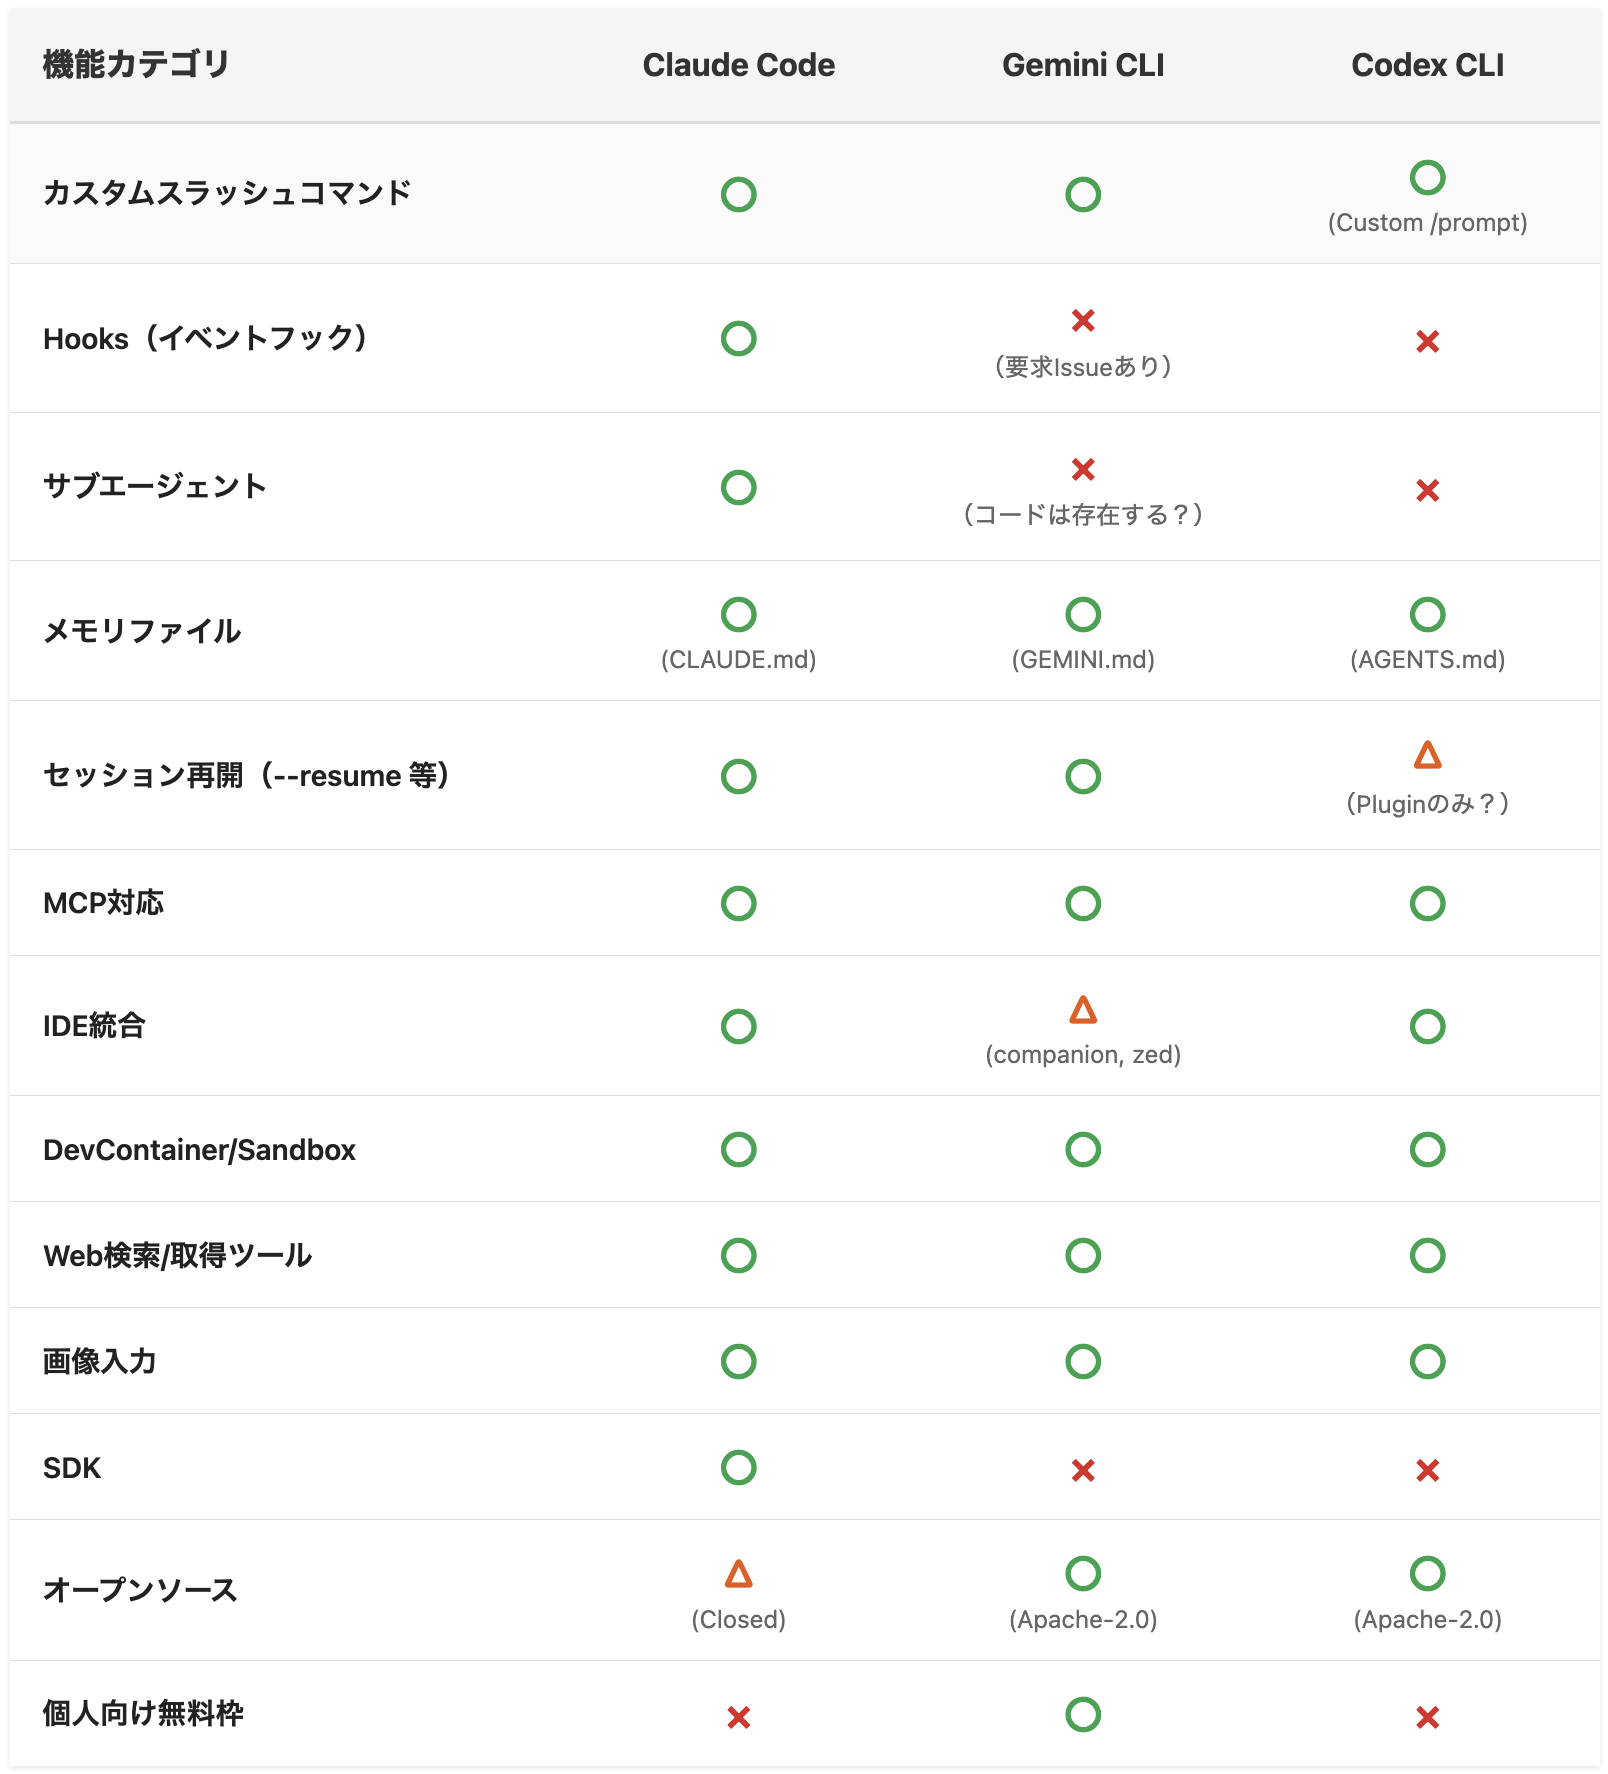 機能カテゴリ Claude Code Gemini CLI Codex CLI
カスタムスラッシュコマンド ○ ○ ○
(Custom /prompt)
Hooks（イベントフック） ○ × ×
（要求Issueあり）
サブエージェント ○ × ×
（コードは存在する？）
メモリファイル ○ ○ ○
(CLAUDE.md) (GEMINI.md) (AGENTS.md)
セッション再開（--resume 等） ○ ○ △
（Pluginのみ？）
MCP対応 ○ ○ ○
IDE統合 ○ △ ○
(companion, zed)
DevContainer/Sandbox ○ ○ ○
Web検索/取得ツール ○ ○ ○
画像入力 ○ ○ ○
SDK ○ × ×
オープンソース △ ○ ○
(Closed) (Apache-2.0) (Apache-2.0)
個人向け無料枠 × ○ ×